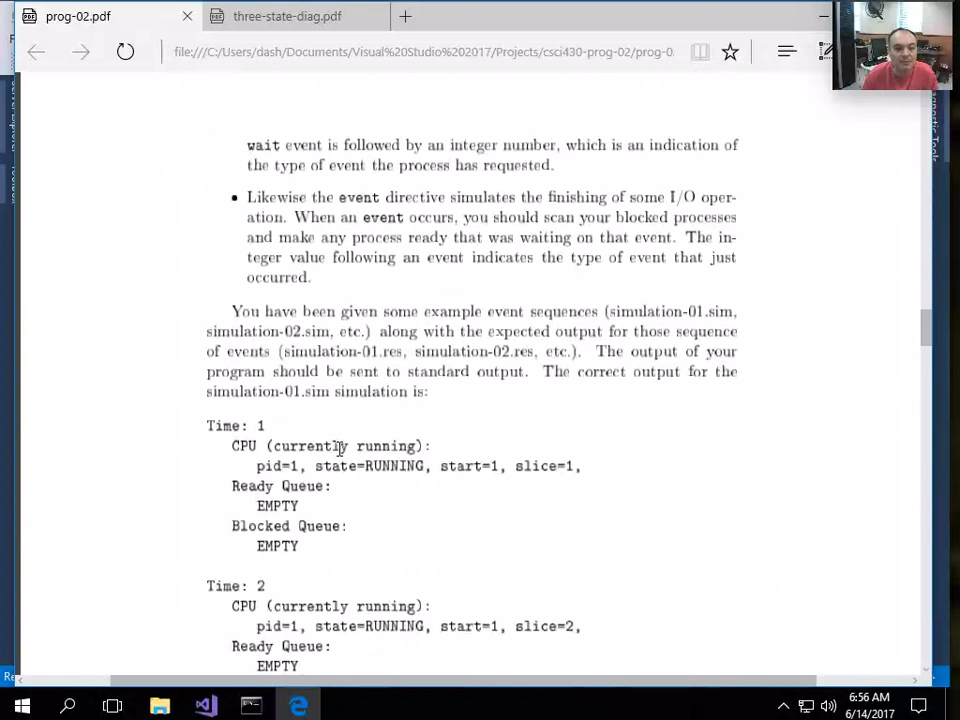 prog-02.pdf
three-state-diag.pdf
file:///C:/Users/dash/Documents/Visual%20Studio%202017/Projects/csci430-prog-02/prog-0
wait event is followed by an integer number, which is an indication of
the type of event the process has requested.
• Likewise the event directive simulates the finishing of some I/O oper-
ation. When an event occurs, you should scan your blocked processes
and make any process ready that was waiting on that event. The in-
teger value following an event indicates the type of event that just
occurred.
You have been given some example event sequences (simulation-01.sim,
simulation-02.sim, etc.) along with the expected output for those sequence
of events (simulation-01.res, simulation-02.res, etc.). The output of your
program should be sent to standard output. The correct output for the
simulation-01.sim simulation is:
Time: 1
CPU (currently running):
pid=1, state=RUNNING, start=1, slice=1,
Ready Queue:
EMPTY
Blocked Queue:
EMPTY
Time: 2
CPU (currently running):
pid=1, state=RUNNING, start=1, slice=2,
Ready Queue:
EMPTY
6:56 AM
6/14/2017